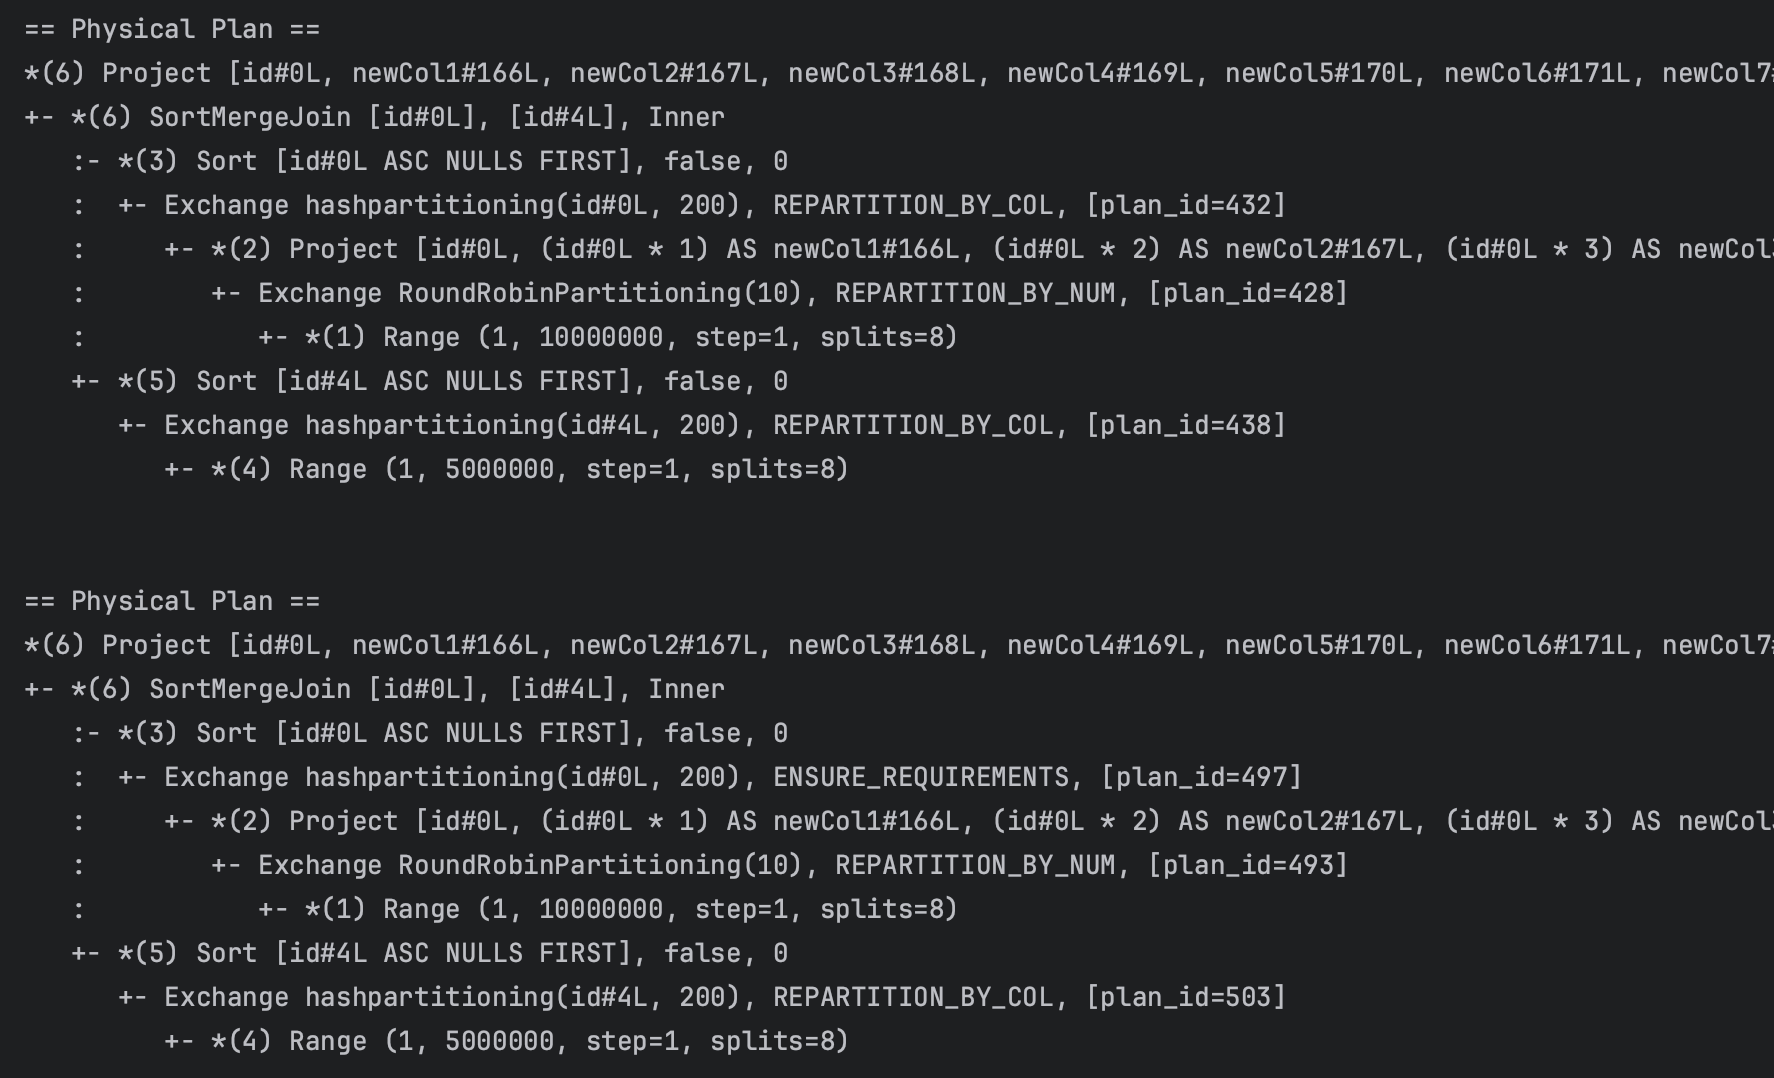 == Physical Plan ==
*(6) Project [id#0L, newCol1#166L, newCol2#167L, newCol3#168L, newCol4#169L, newCol5#170L, newCol6#171L, newCol7#
+- *(6) SortMergeJoin [id#0L], [id#4L], Inner
   :- *(3) Sort [id#0L ASC NULLS FIRST], false, 0
   :  +- Exchange hashpartitioning(id#0L, 200), REPARTITION_BY_COL, [plan_id=432]
   :     +- *(2) Project [id#0L, (id#0L * 1) AS newCol1#166L, (id#0L * 2) AS newCol2#167L, (id#0L * 3) AS newCol3
   :        +- Exchange RoundRobinPartitioning(10), REPARTITION_BY_NUM, [plan_id=428]
   :           +- *(1) Range (1, 10000000, step=1, splits=8)
   +- *(5) Sort [id#4L ASC NULLS FIRST], false, 0
      +- Exchange hashpartitioning(id#4L, 200), REPARTITION_BY_COL, [plan_id=438]
         +- *(4) Range (1, 5000000, step=1, splits=8)
== Physical Plan ==
*(6) Project [id#0L, newCol1#166L, newCol2#167L, newCol3#168L, newCol4#169L, newCol5#170L, newCol6#171L, newCol7#
+- *(6) SortMergeJoin [id#0L], [id#4L], Inner
   :- *(3) Sort [id#0L ASC NULLS FIRST], false, 0
   :  +- Exchange hashpartitioning(id#0L, 200), ENSURE_REQUIREMENTS, [plan_id=497]
   :     +- *(2) Project [id#0L, (id#0L * 1) AS newCol1#166L, (id#0L * 2) AS newCol2#167L, (id#0L * 3) AS newCol3
   :        +- Exchange RoundRobinPartitioning(10), REPARTITION_BY_NUM, [plan_id=493]
   :           +- *(1) Range (1, 10000000, step=1, splits=8)
   +- *(5) Sort [id#4L ASC NULLS FIRST], false, 0
      +- Exchange hashpartitioning(id#4L, 200), REPARTITION_BY_COL, [plan_id=503]
         +- *(4) Range (1, 5000000, step=1, splits=8)